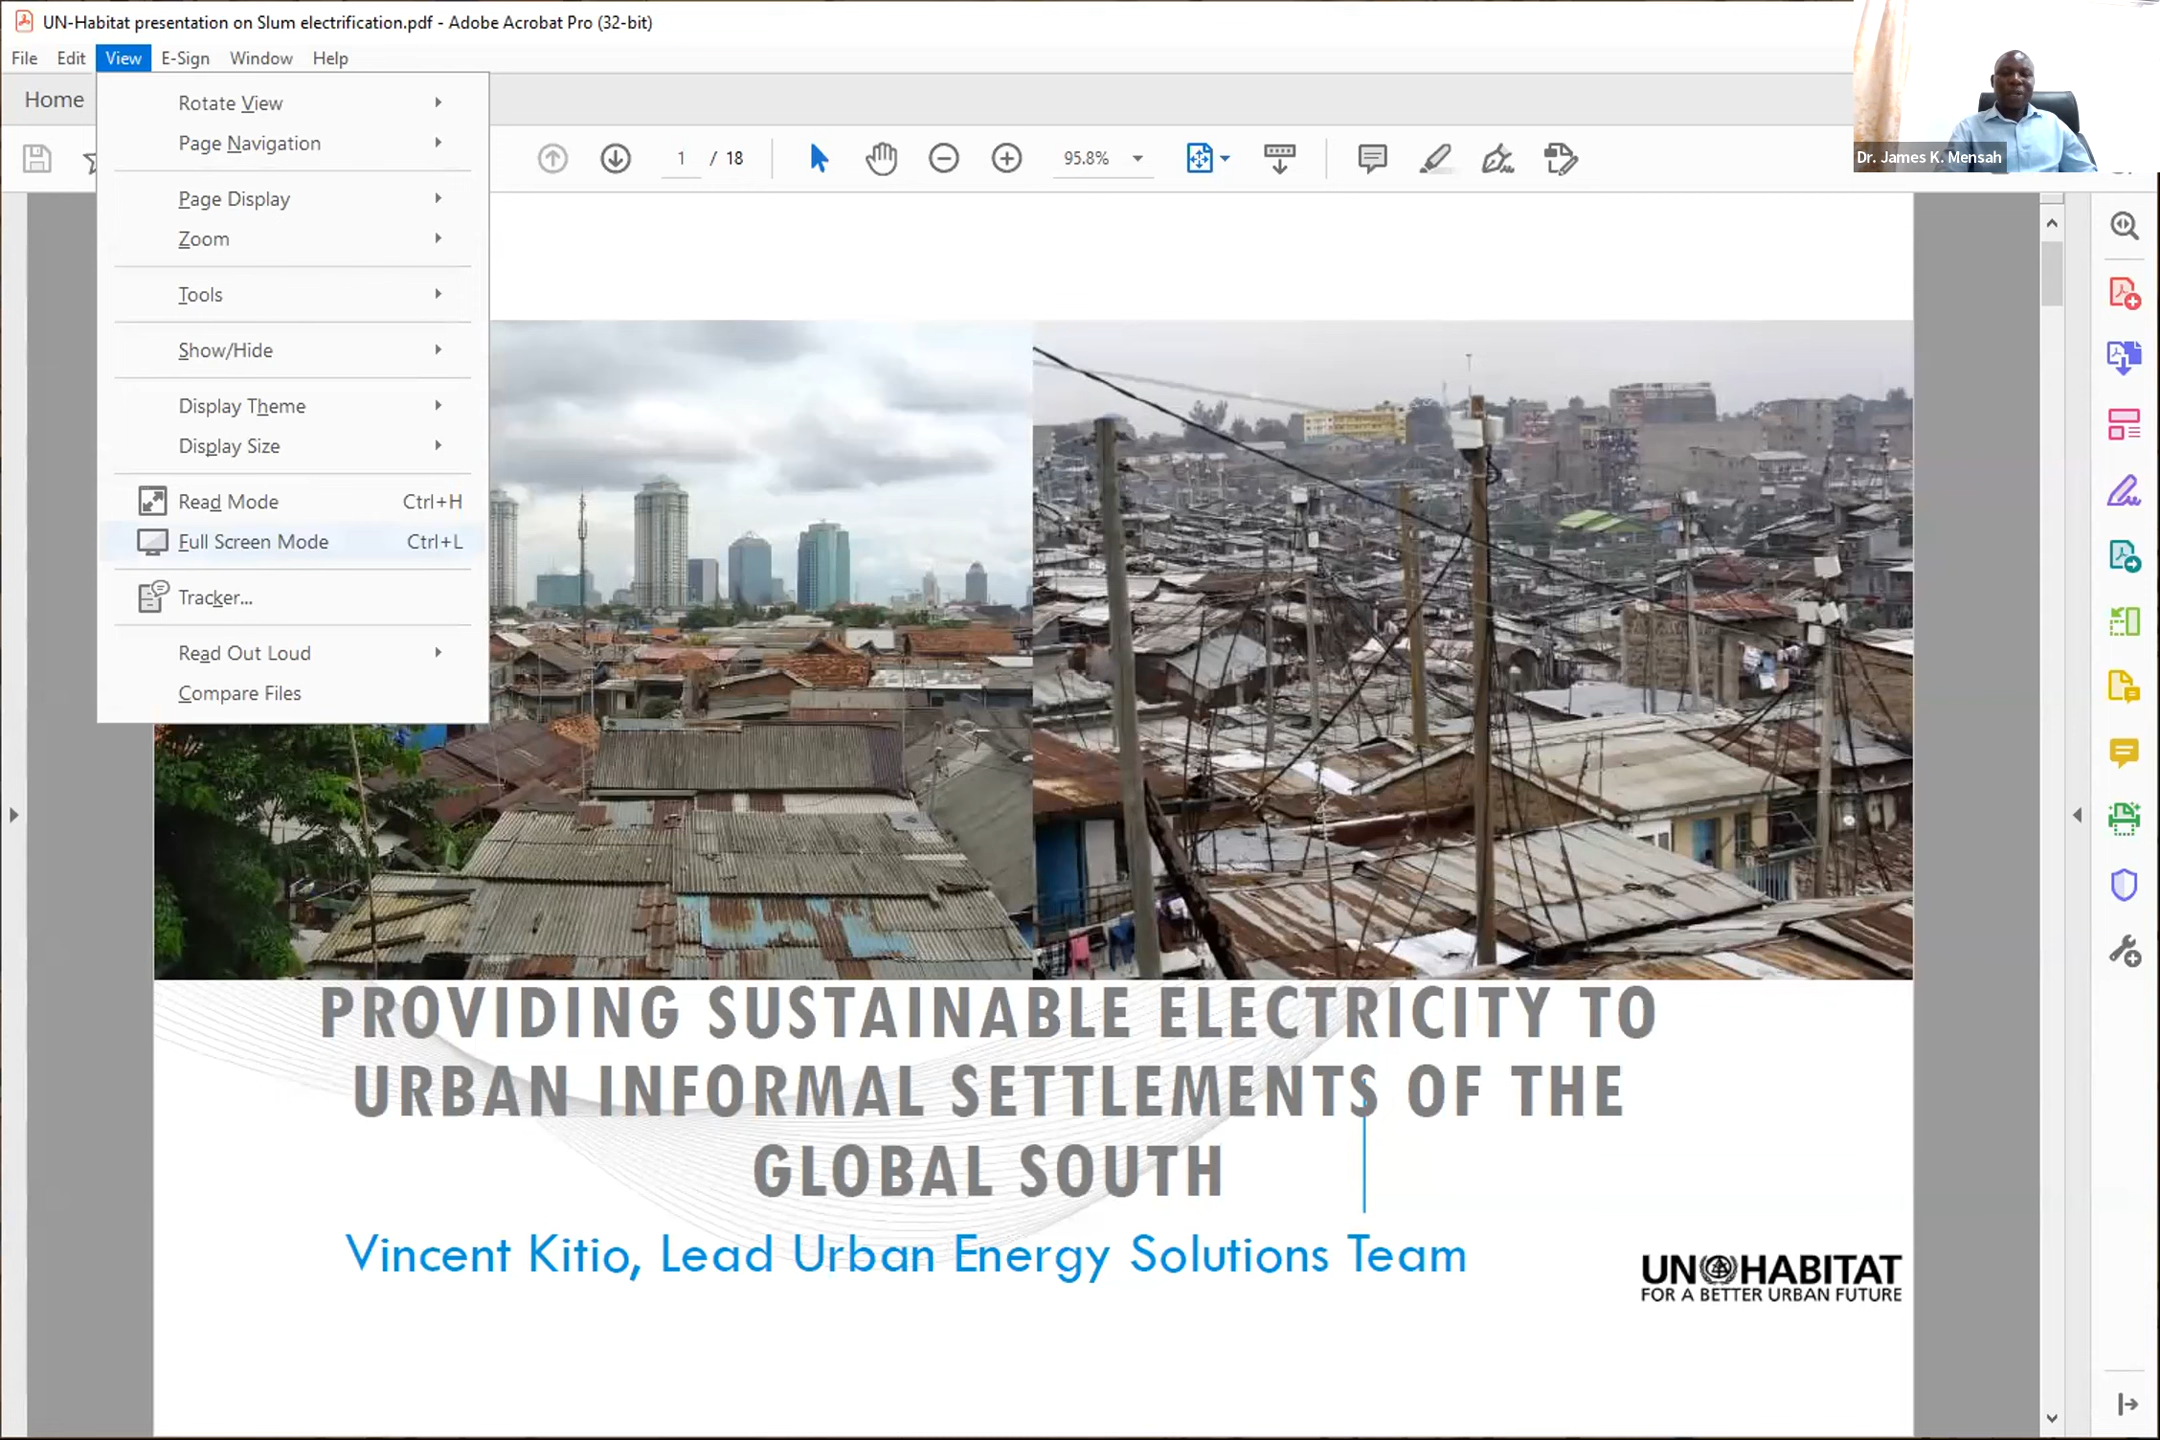 UN-Habitat presentation on Slum electrification.pdf - Adobe Acrobat Pro (32-bit)
File Edit View E-Sign Window Help
Home
1 / 18
95.8%
Rotate View
Page Navigation
Page Display
Zoom
Tools
Show/Hide
Display Theme
Display Size
Read Mode Ctrl+H
Full Screen Mode Ctrl+L
Tracker...
Read Out Loud
Compare Files
Dr. James K. Mensah
PROVIDING SUSTAINABLE ELECTRICITY TO
URBAN INFORMAL SETTLEMENTS OF THE
GLOBAL SOUTH
Vincent Kitio, Lead Urban Energy Solutions Team
UN HABITAT
FOR A BETTER URBAN FUTURE